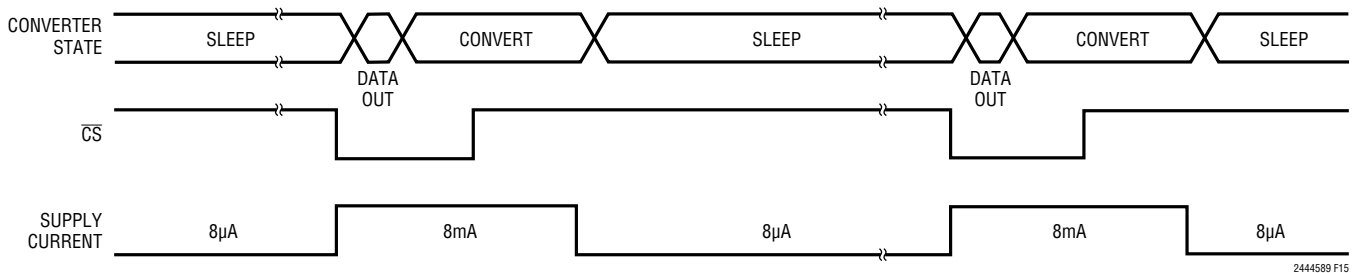 CONVERTER
STATE
SLEEP
CONVERT
SLEEP
CONVERT
SLEEP
DATA
OUT
DATA
OUT
CS
SUPPLY
CURRENT
8µA
8mA
8µA
8mA
8µA
2444589 F15